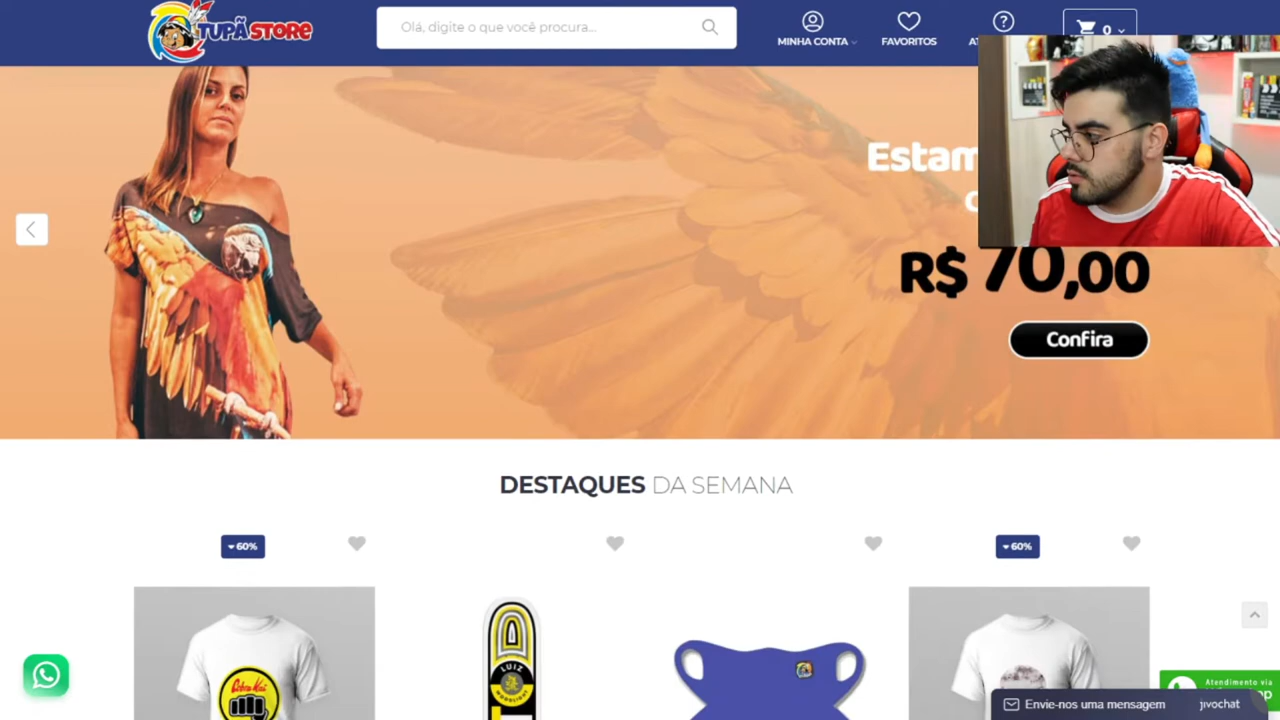 TUPÃ STORE
Olá, digite o que você procura...
MINHA CONTA
FAVORITOS
0
Estam
R$ 70,00
Confira
DESTAQUES DA SEMANA
60%
60%
Cobra Kai
LUIZ
Atendimento via
Envie-nos uma mensagem
jivochat